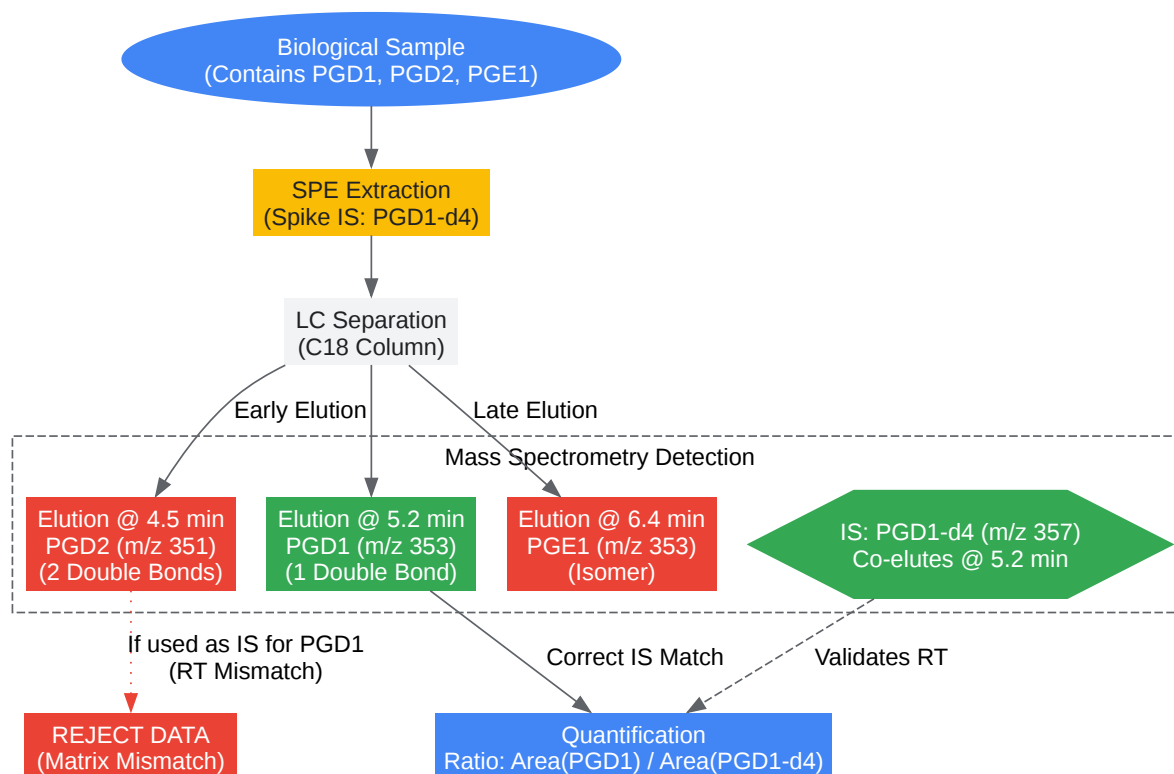 Biological Sample
(Contains PGD1, PGD2, PGE1)
SPE Extraction
(Spike IS: PGD1-d4)
LC Separation
(C18 Column)
Early Elution
Late Elution
Mass Spectrometry Detection
Elution @ 4.5 min
PGD2 (m/z 351)
(2 Double Bonds)
Elution @ 5.2 min
PGD1 (m/z 353)
(1 Double Bond)
Elution @ 6.4 min
PGE1 (m/z 353)
(Isomer)
IS: PGD1-d4 (m/z 357)
Co-elutes @ 5.2 min
If used as IS for PGD1
(RT Mismatch)
Correct IS Match
Validates RT
REJECT DATA
(Matrix Mismatch)
Quantification
Ratio: Area(PGD1) / Area(PGD1-d4)